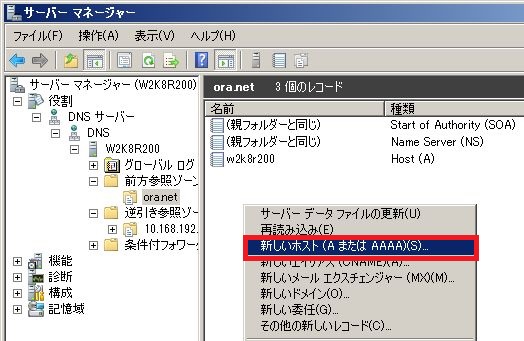 サーバー マネージャー
ファイル(F) 操作(A) 表示(V) ヘルプ(H)
サーバー マネージャー (W2K8R200)
役割
DNS サーバー
DNS
W2K8R200
グローバル ログ
前方参照ゾーン
ora.net
逆引き参照ゾー
10.168.192.
条件付フォワー
機能
診断
構成
記憶域
ora.net 3 個のレコード
名前 種類
(親フォルダーと同じ) Start of Authority (SOA)
(親フォルダーと同じ) Name Server (NS)
w2k8r200 Host (A)
サーバー データ ファイルの更新(U)
再読み込み(E)
新しいホスト (A または AAAA)(S)...
新しいエイリアス (CNAME)(A)...
新しいメール エクスチェンジャー (MX)(M)...
新しいドメイン(O)...
新しい委任(G)...
その他の新しいレコード(C)...